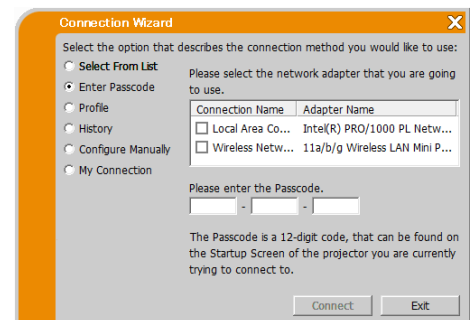 Connection Wizard
Select the option that describes the connection method you would like to use:
Select From List
Enter Passcode
Profile
History
Configure Manually
My Connection
Please select the network adapter that you are going
to use.
Connection Name Adapter Name
Local Area Co... Intel(R) PRO/1000 PL Netw...
Wireless Netw... 11a/b/g Wireless LAN Mini P...
Please enter the Passcode.
- -
The Passcode is a 12-digit code, that can be found on
the Startup Screen of the projector you are currently
trying to connect to.
Connect Exit